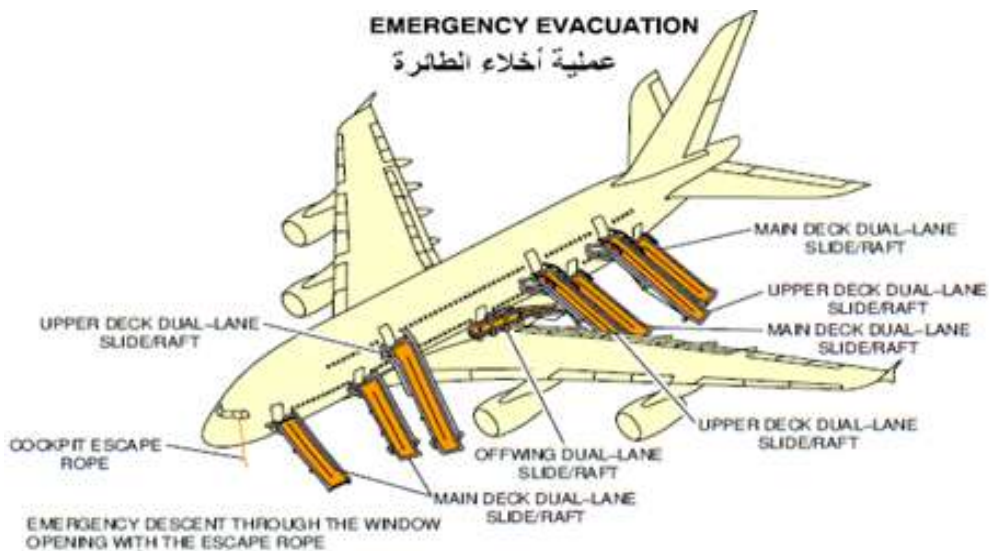 EMERGENCY EVACUATION
عملية أخلاء الطائرة
MAIN DECK DUAL-LANE
SLIDE/RAFT
UPPER DECK DUAL-LANE
SLIDE/RAFT
MAIN DECK DUAL-LANE
SLIDE/RAFT
UPPER DECK DUAL-LANE
SLIDE/RAFT
UPPER DECK DUAL-LANE
SLIDE/RAFT
OFFWING DUAL-LANE
SLIDE/RAFT
COCKPIT ESCAPE
ROPE
MAIN DECK DUAL-LANE
SLIDE/RAFT
EMERGENCY DESCENT THROUGH THE WINDOW
OPENING WITH THE ESCAPE ROPE